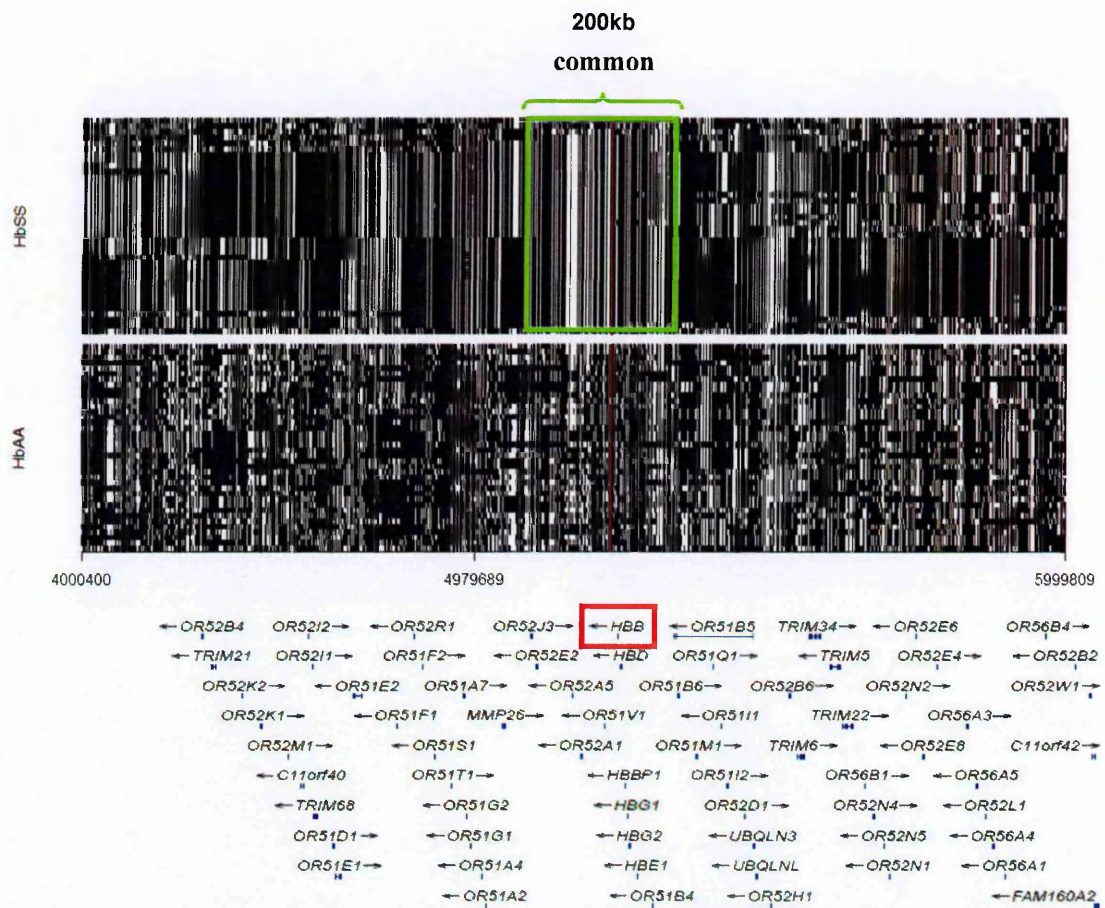 200kb
common
HbSS
HbAA
4000400 4979689 5999809
←OR52B4 OR52I2→ ←OR52R1 OR52J3→ ←HBB ←OR51B5 TRIM34→ ←OR52E6 OR56B4→
←TRIM21 OR52I1→ OR51F2→ ←OR52E2 ←HBD OR51Q1→ ←TRIM5 ←OR52E4→ ←OR52B2
OR52K2→ ←OR51E2 OR51A7→ ←OR52A5 OR51B6→ OR52B6→ OR52N2→ OR52W1→
OR52K1→ ←OR51F1 MMP26→ ←OR51V1 OR51I1→ TRIM22→ OR56A3→
OR52M1→ ←OR51S1 ←OR52A1 OR51M1→ TRIM6→ ←OR52E8 C11orf42→
←C11orf40 OR51T1→ ←HBBP1 OR51I2→ OR56B1→ ←OR56A5
←TRIM68 ←OR51G2 ←HBG1 OR52D1→ OR52N4→ OR52L1→
OR51D1→ ←OR51G1 ←HBG2 ←UBQLN3 ←OR52N5 ←OR56A4
OR51E1→ ←OR51A4 ←HBE1 ←UBQLNL ←OR52N1 ←OR56A1
←OR51A2 ←OR51B4 ←OR52H1 ←FAM160A2